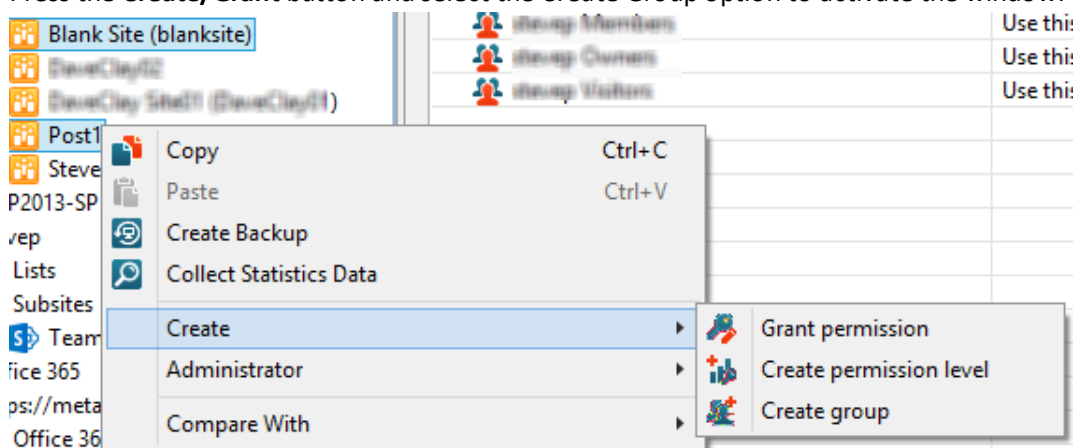 Press the Create/Grant button and select the Create Group option to activate the window.
Blank Site (blanksite)
Use this
Use this
Use this
Post1
Steve
P2013-SP
vep
Lists
Subsites
Team
fice 365
ps://meta
Office 36
Copy Ctrl+C
Paste Ctrl+V
Create Backup
Collect Statistics Data
Create
Administrator
Compare With
Grant permission
Create permission level
Create group